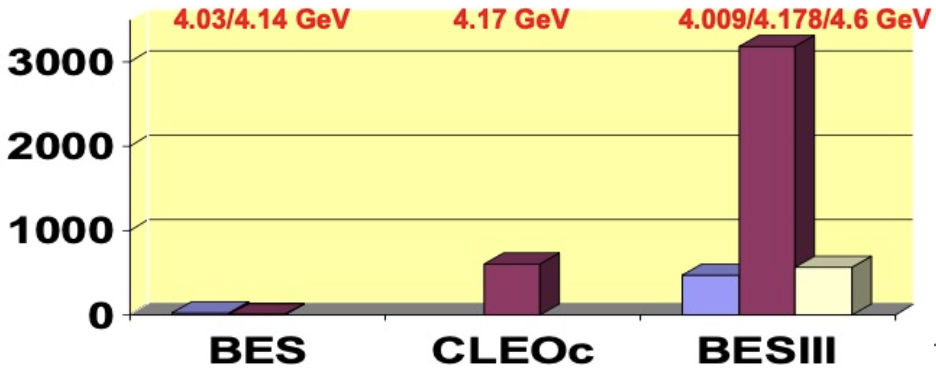 4.03/4.14 GeV 4.17 GeV 4.009/4.178/4.6 GeV
3000
2000
1000
0
BES CLEOc BESIII